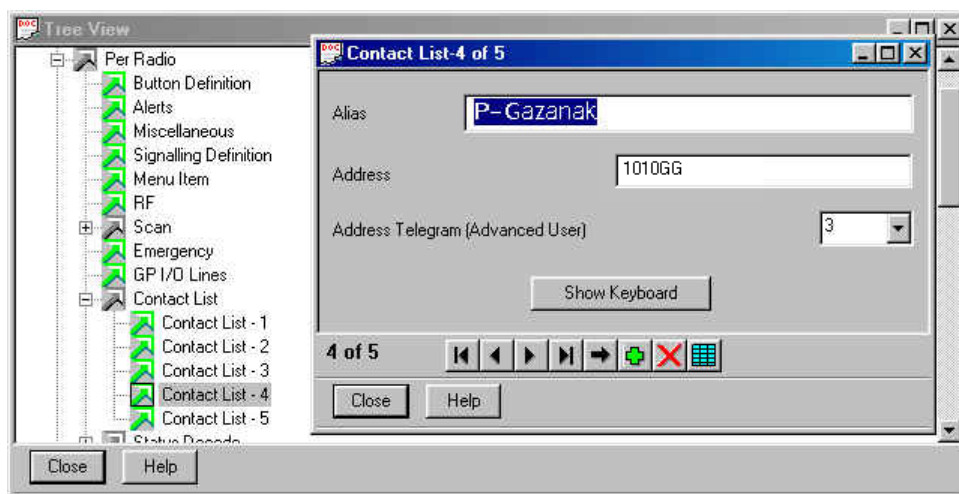 Tree View
Per Radio
Button Definition
Alerts
Miscellaneous
Signalling Definition
Menu Item
RF
Scan
Emergency
GP I/O Lines
Contact List
Contact List - 1
Contact List - 2
Contact List - 3
Contact List - 4
Contact List - 5
Status Decode
Close Help
Contact List-4 of 5
Alias P-Gazanak
Address 1010GG
Address Telegram (Advanced User) 3
Show Keyboard
4 of 5
Close Help